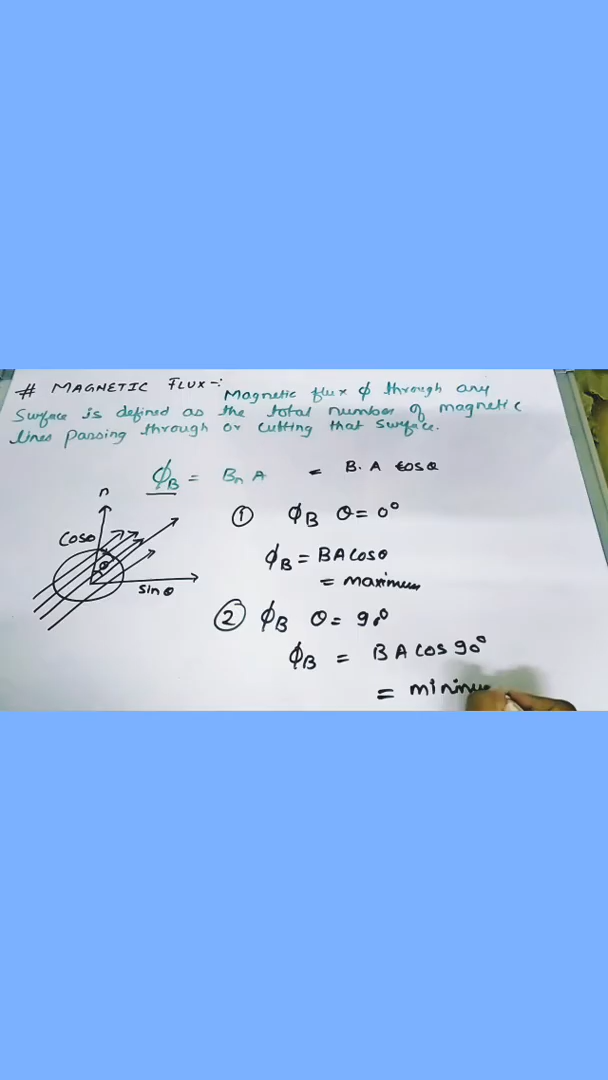 # MAGNETIC FLUX -: Magnetic flux ϕ through any
Surface is defined as the total number of magnetic
lines passing through or cutting that surface.
ϕB = Bn A = B. A cosθ
n
Cosθ
θ
sinθ
① ϕB θ = 0°
ϕB = BA cosθ
= maximum
② ϕB θ = 90°
ϕB = BA cos 90°